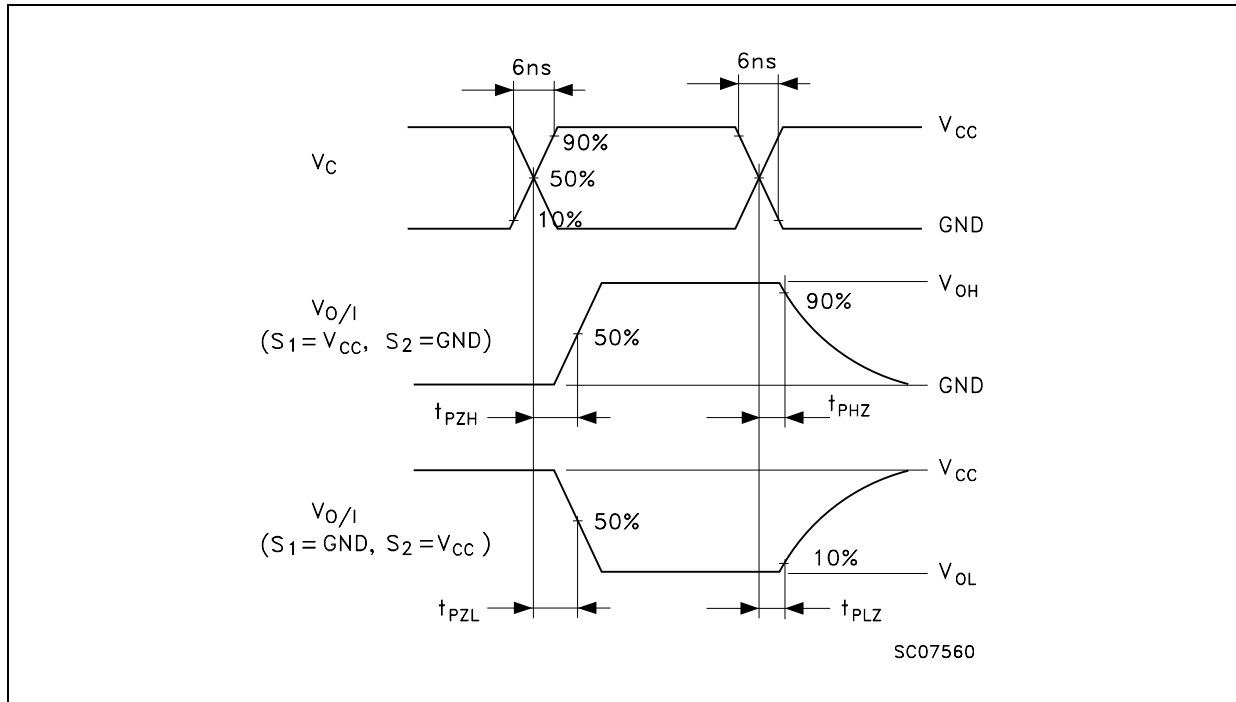 6ns 6ns
V_CC
90%
V_C
50%
10%
GND
V_OH
90%
V_O/I
(S_1=V_CC, S_2=GND)
50%
GND
t_PZH t_PHZ
V_CC
V_O/I
50%
(S_1=GND, S_2=V_CC)
10%
V_OL
t_PZL t_PLZ
SC07560